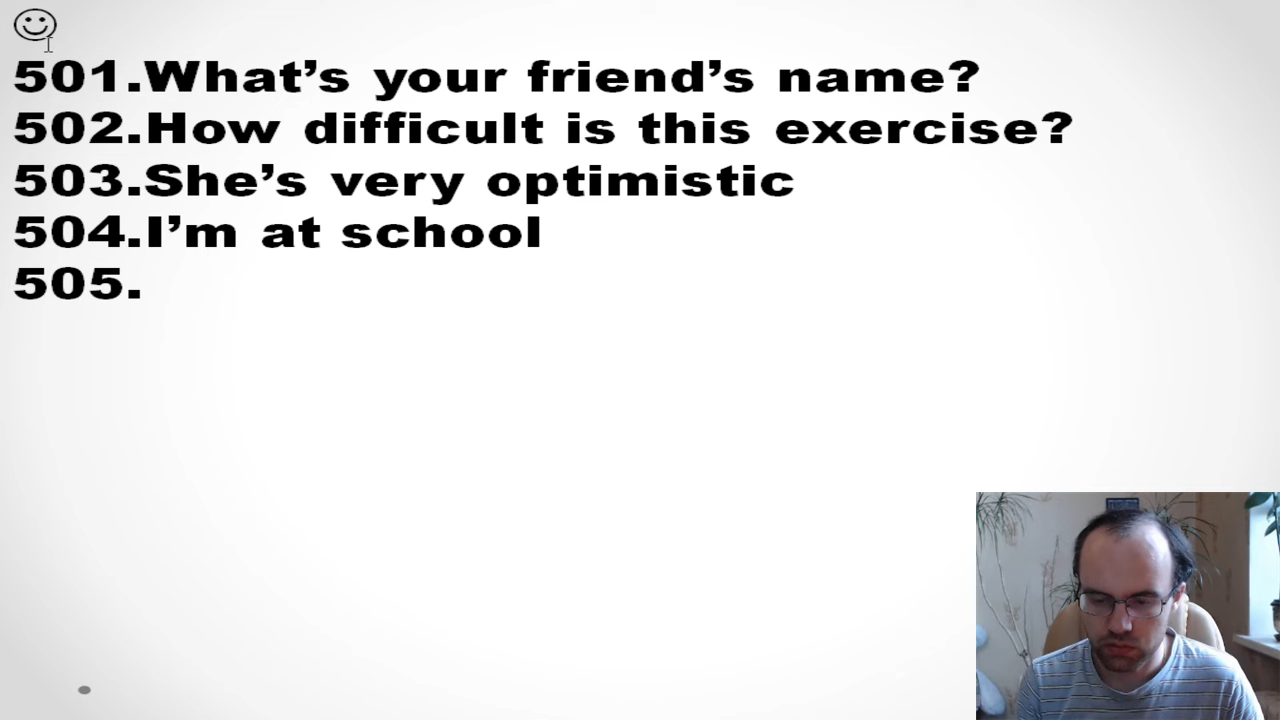 501.What's your friend's name?
502.How difficult is this exercise?
503.She's very optimistic
504.I'm at school
505.